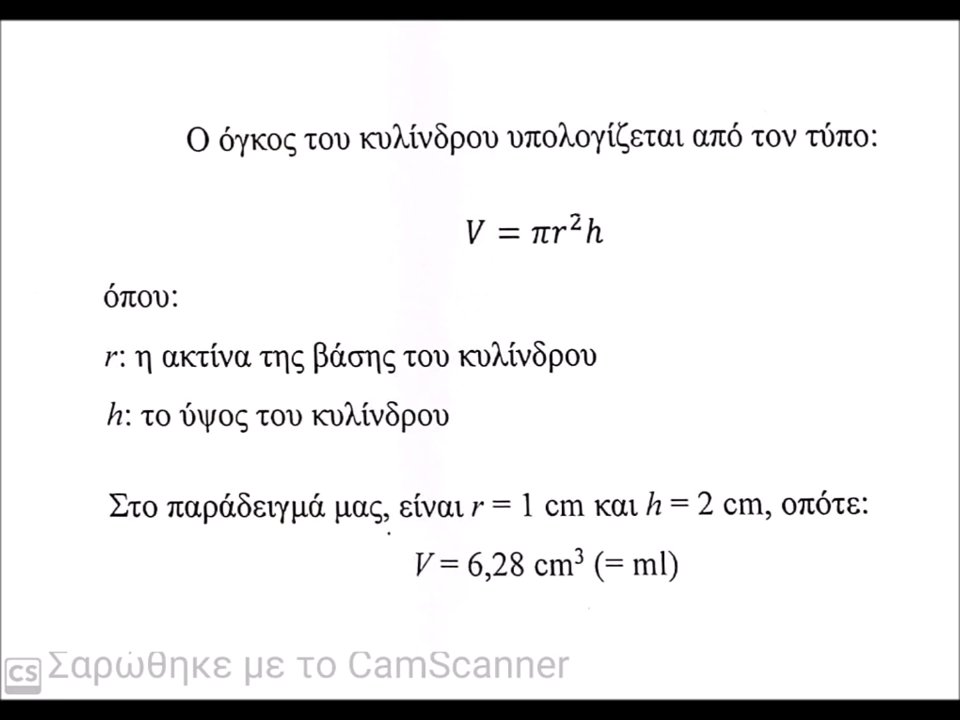 Ο όγκος του κυλίνδρου υπολογίζεται από τον τύπο:
V = πr²h
όπου:
r: η ακτίνα της βάσης του κυλίνδρου
h: το ύψος του κυλίνδρου
Στο παράδειγμά μας, είναι r = 1 cm και h = 2 cm, οπότε:
V = 6,28 cm³ (= ml)
CS Σαρώθηκε με το CamScanner